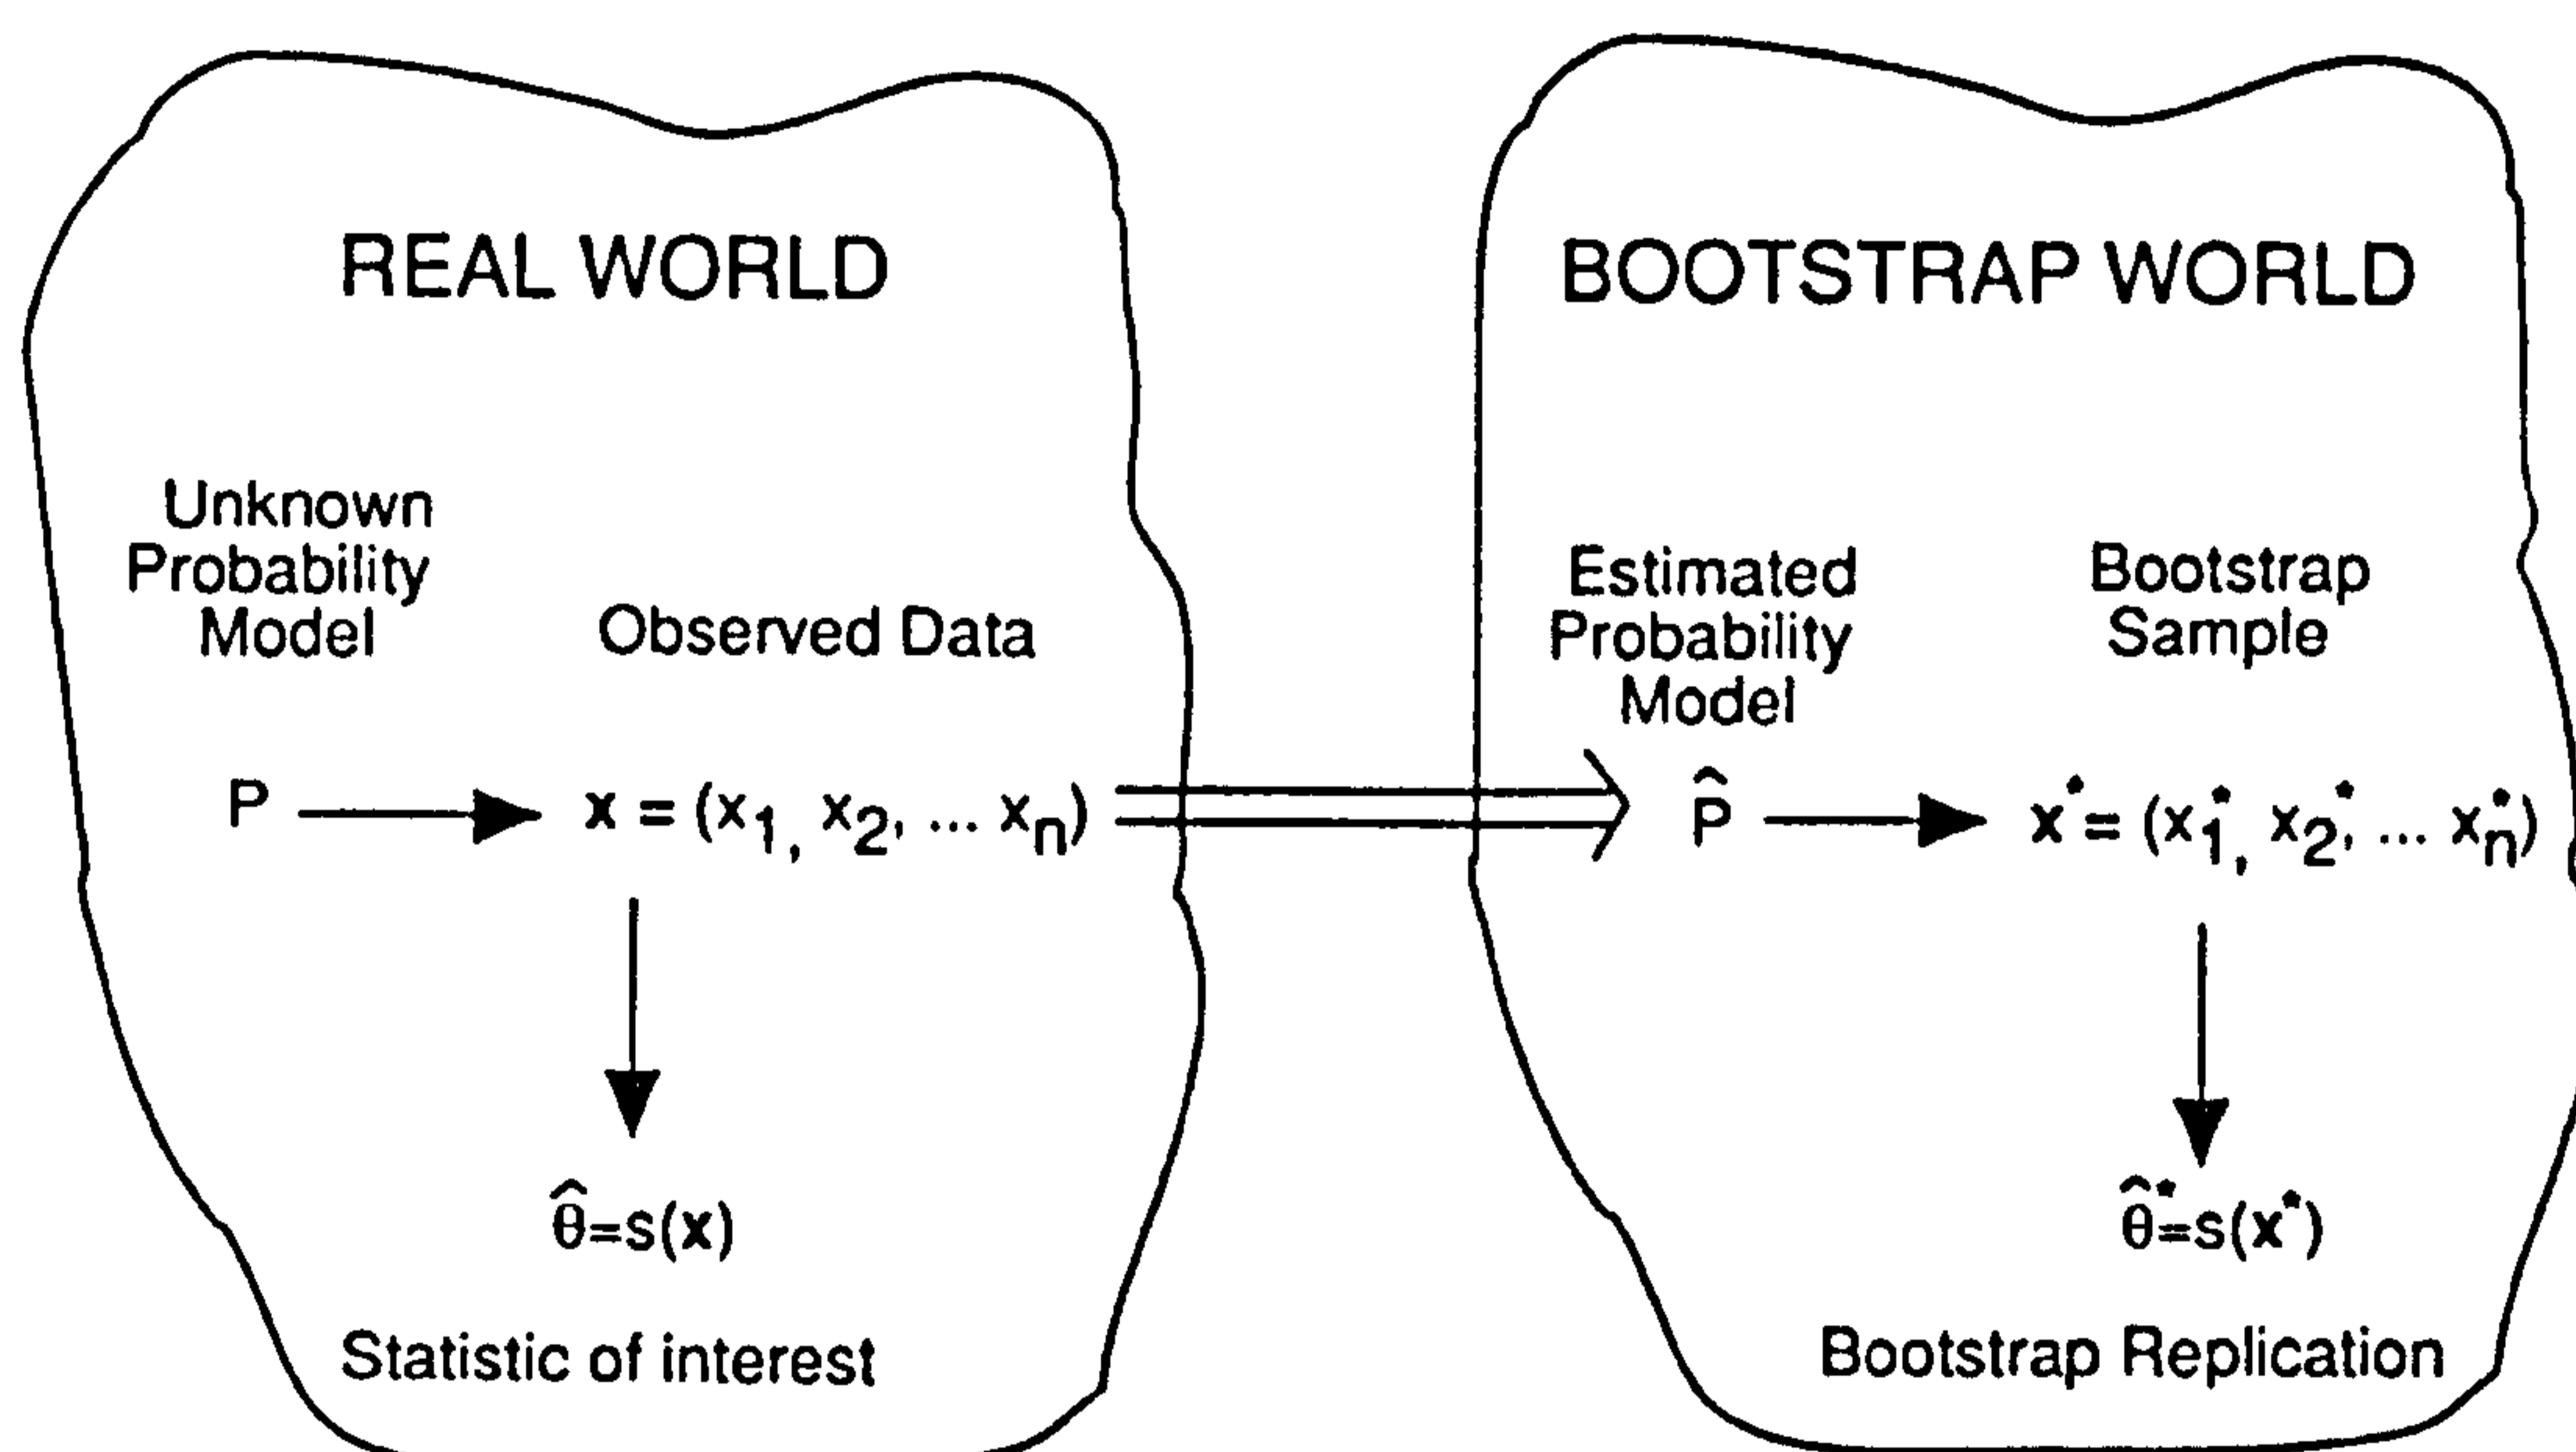 REAL WORLD
Unknown
Probability
Model
Observed Data
P
x = (x₁, x₂, ... xₙ)
θ̂=s(x)
Statistic of interest
BOOTSTRAP WORLD
Estimated
Probability
Model
Bootstrap
Sample
P̂
x* = (x₁*, x₂*, ... xₙ*)
θ̂*=s(x*)
Bootstrap Replication